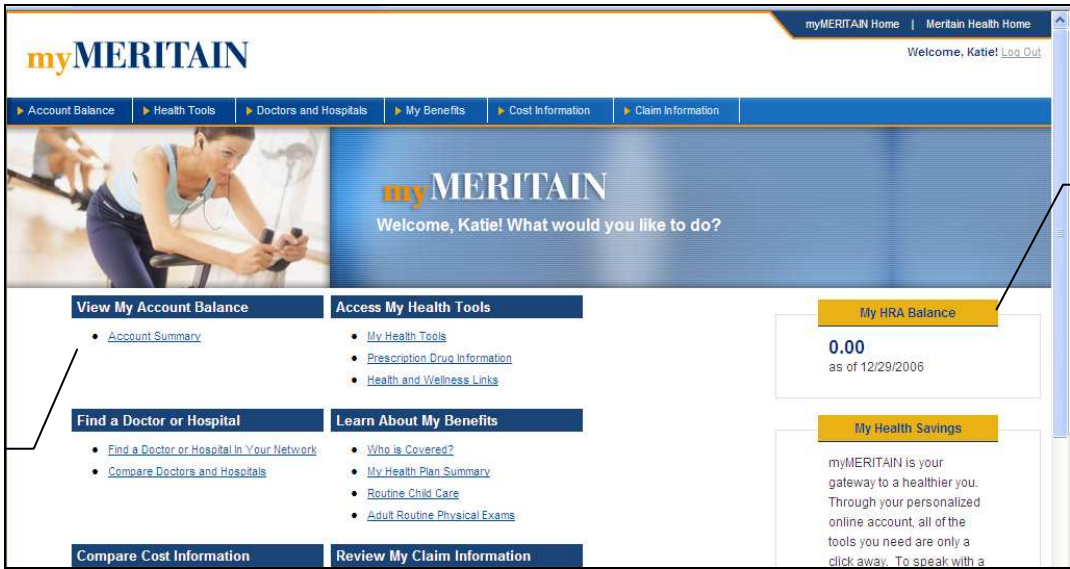 myMERITAIN Home | Meritain Health Home
myMERITAIN
Welcome, Katie! Log Out
Account Balance Health Tools Doctors and Hospitals My Benefits Cost Information Claim Information
myMERITAIN
Welcome, Katie! What would you like to do?
View My Account Balance
• Account Summary
Access My Health Tools
• My Health Tools
• Prescription Drug Information
• Health and Wellness Links
My HRA Balance
0.00
as of 12/29/2006
Find a Doctor or Hospital
• Find a Doctor or Hospital In Your Network
• Compare Doctors and Hospitals
Learn About My Benefits
• Who is Covered?
• My Health Plan Summary
• Routine Child Care
• Adult Routine Physical Exams
My Health Savings
myMERITAIN is your
gateway to a healthier you.
Through your personalized
online account, all of the
tools you need are only a
click away. To speak with a
Compare Cost Information
Review My Claim Information